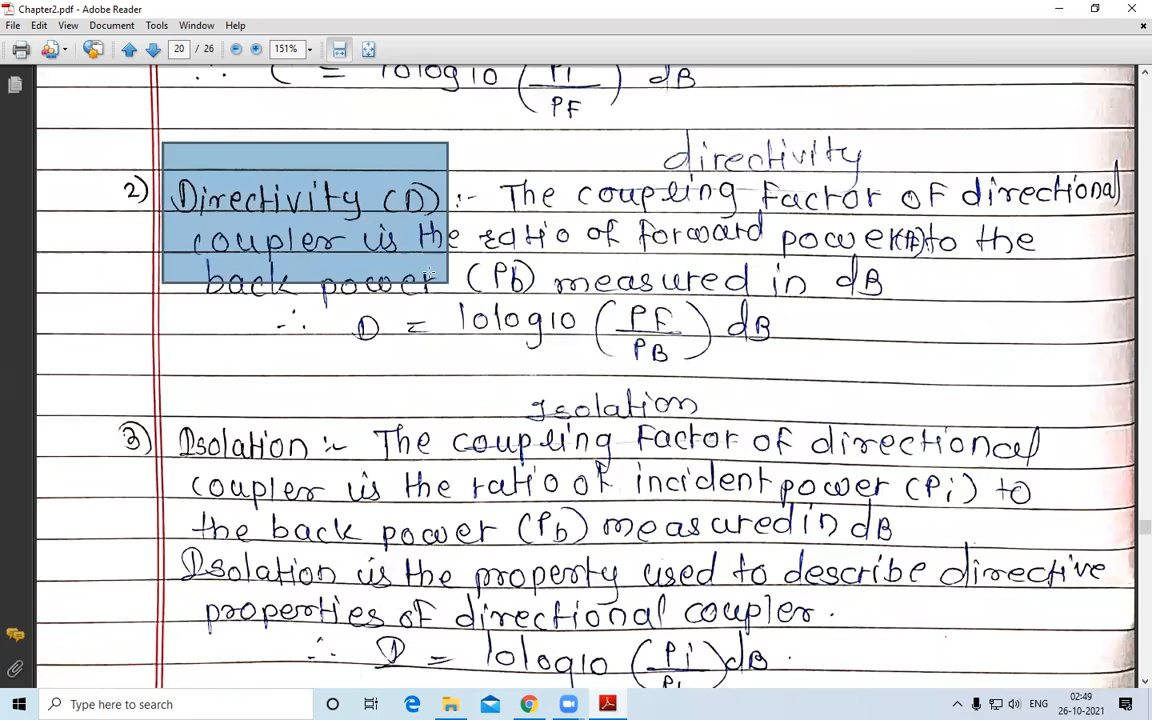 Chapter2.pdf - Adobe Reader
File Edit View Document Tools Window Help
20 / 26 151%
∴ C = 10log10 (Pi/PF) dB
directivity
2) Directivity (D) :- The coupling Factor of directional
coupler is the ratio of forward power(Pf)to the
back power (Pb) measured in dB
∴ D = 10log10 (PF/PB) dB
Isolation
3) Isolation :- The coupling Factor of directional
coupler is the ratio of incident power (Pi) to
the back power (Pb) measured in dB
Isolation is the property used to describe directive
properties of directional coupler.
∴ D = 10log10 (Pi/ dB.
Type here to search
ENG
02:49
26-10-2021